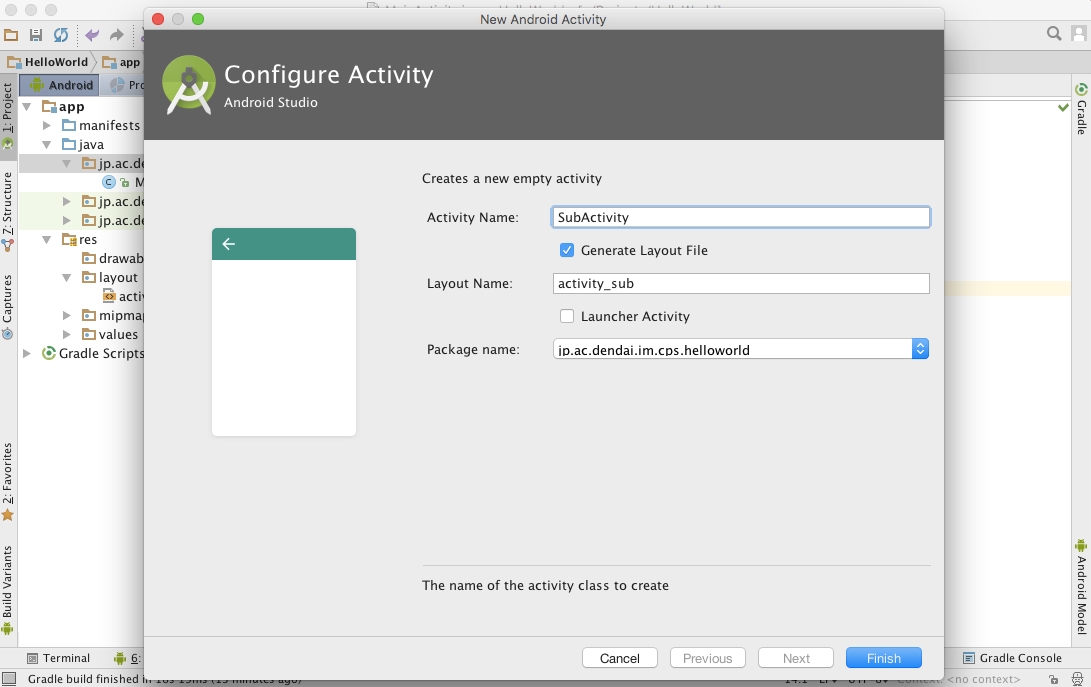 New Android Activity
HelloWorld
app
Configure Activity
Android Studio
Android
app
manifests
java
jp.ac.de
M
jp.ac.de
jp.ac.de
res
drawab
layout
activ
mipmap
values
Gradle Scripts
1: Project
Z: Structure
Captures
2: Favorites
Build Variants
Creates a new empty activity
Activity Name:
SubActivity
Generate Layout File
Layout Name:
activity_sub
Launcher Activity
Package name:
jp.ac.dendai.im.cps.helloworld
The name of the activity class to create
Cancel
Previous
Next
Finish
Gradle
Android Model
Terminal
6:
Gradle Console
Gradle build finished in
Context: <no context>